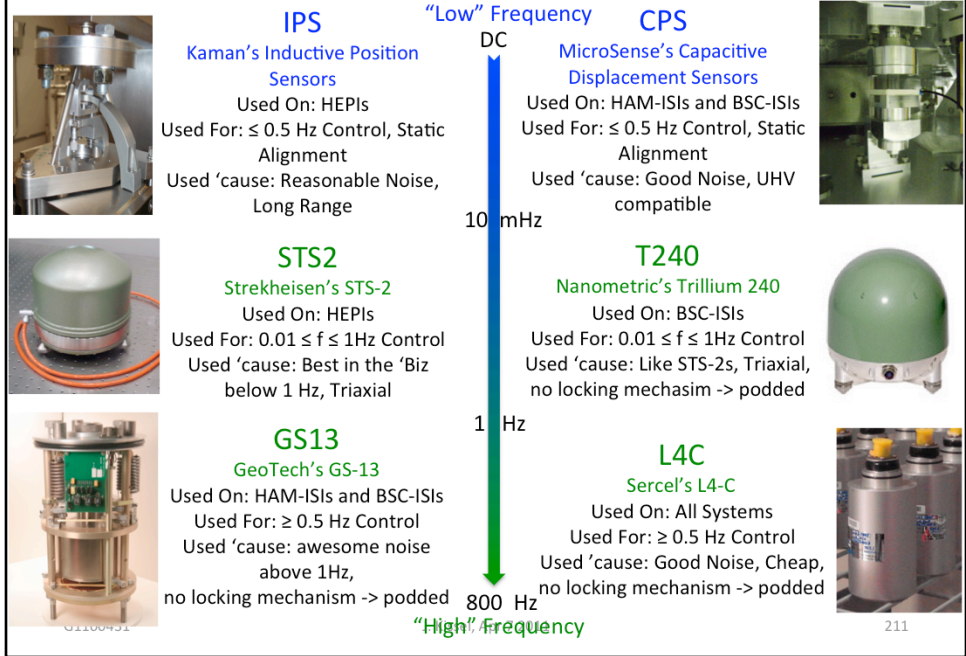 IPS
Kaman's Inductive Position
Sensors
Used On: HEPIs
Used For: ≤ 0.5 Hz Control, Static
Alignment
Used 'cause: Reasonable Noise,
Long Range
"Low" Frequency
DC
CPS
MicroSense's Capacitive
Displacement Sensors
Used On: HAM-ISIs and BSC-ISIs
Used For: ≤ 0.5 Hz Control, Static
Alignment
Used 'cause: Good Noise, UHV
compatible
10 mHz
STS2
Strekheisen's STS-2
Used On: HEPIs
Used For: 0.01 ≤ f ≤ 1Hz Control
Used 'cause: Best in the 'Biz
below 1 Hz, Triaxial
T240
Nanometric's Trillium 240
Used On: BSC-ISIs
Used For: 0.01 ≤ f ≤ 1Hz Control
Used 'cause: Like STS-2s, Triaxial,
no locking mechasim -> podded
1 Hz
GS13
GeoTech's GS-13
Used On: HAM-ISIs and BSC-ISIs
Used For: ≥ 0.5 Hz Control
Used 'cause: awesome noise
above 1Hz,
no locking mechanism -> podded
L4C
Sercel's L4-C
Used On: All Systems
Used For: ≥ 0.5 Hz Control
Used 'cause: Good Noise, Cheap,
no locking mechanism -> podded
800 Hz
"High" Frequency
211